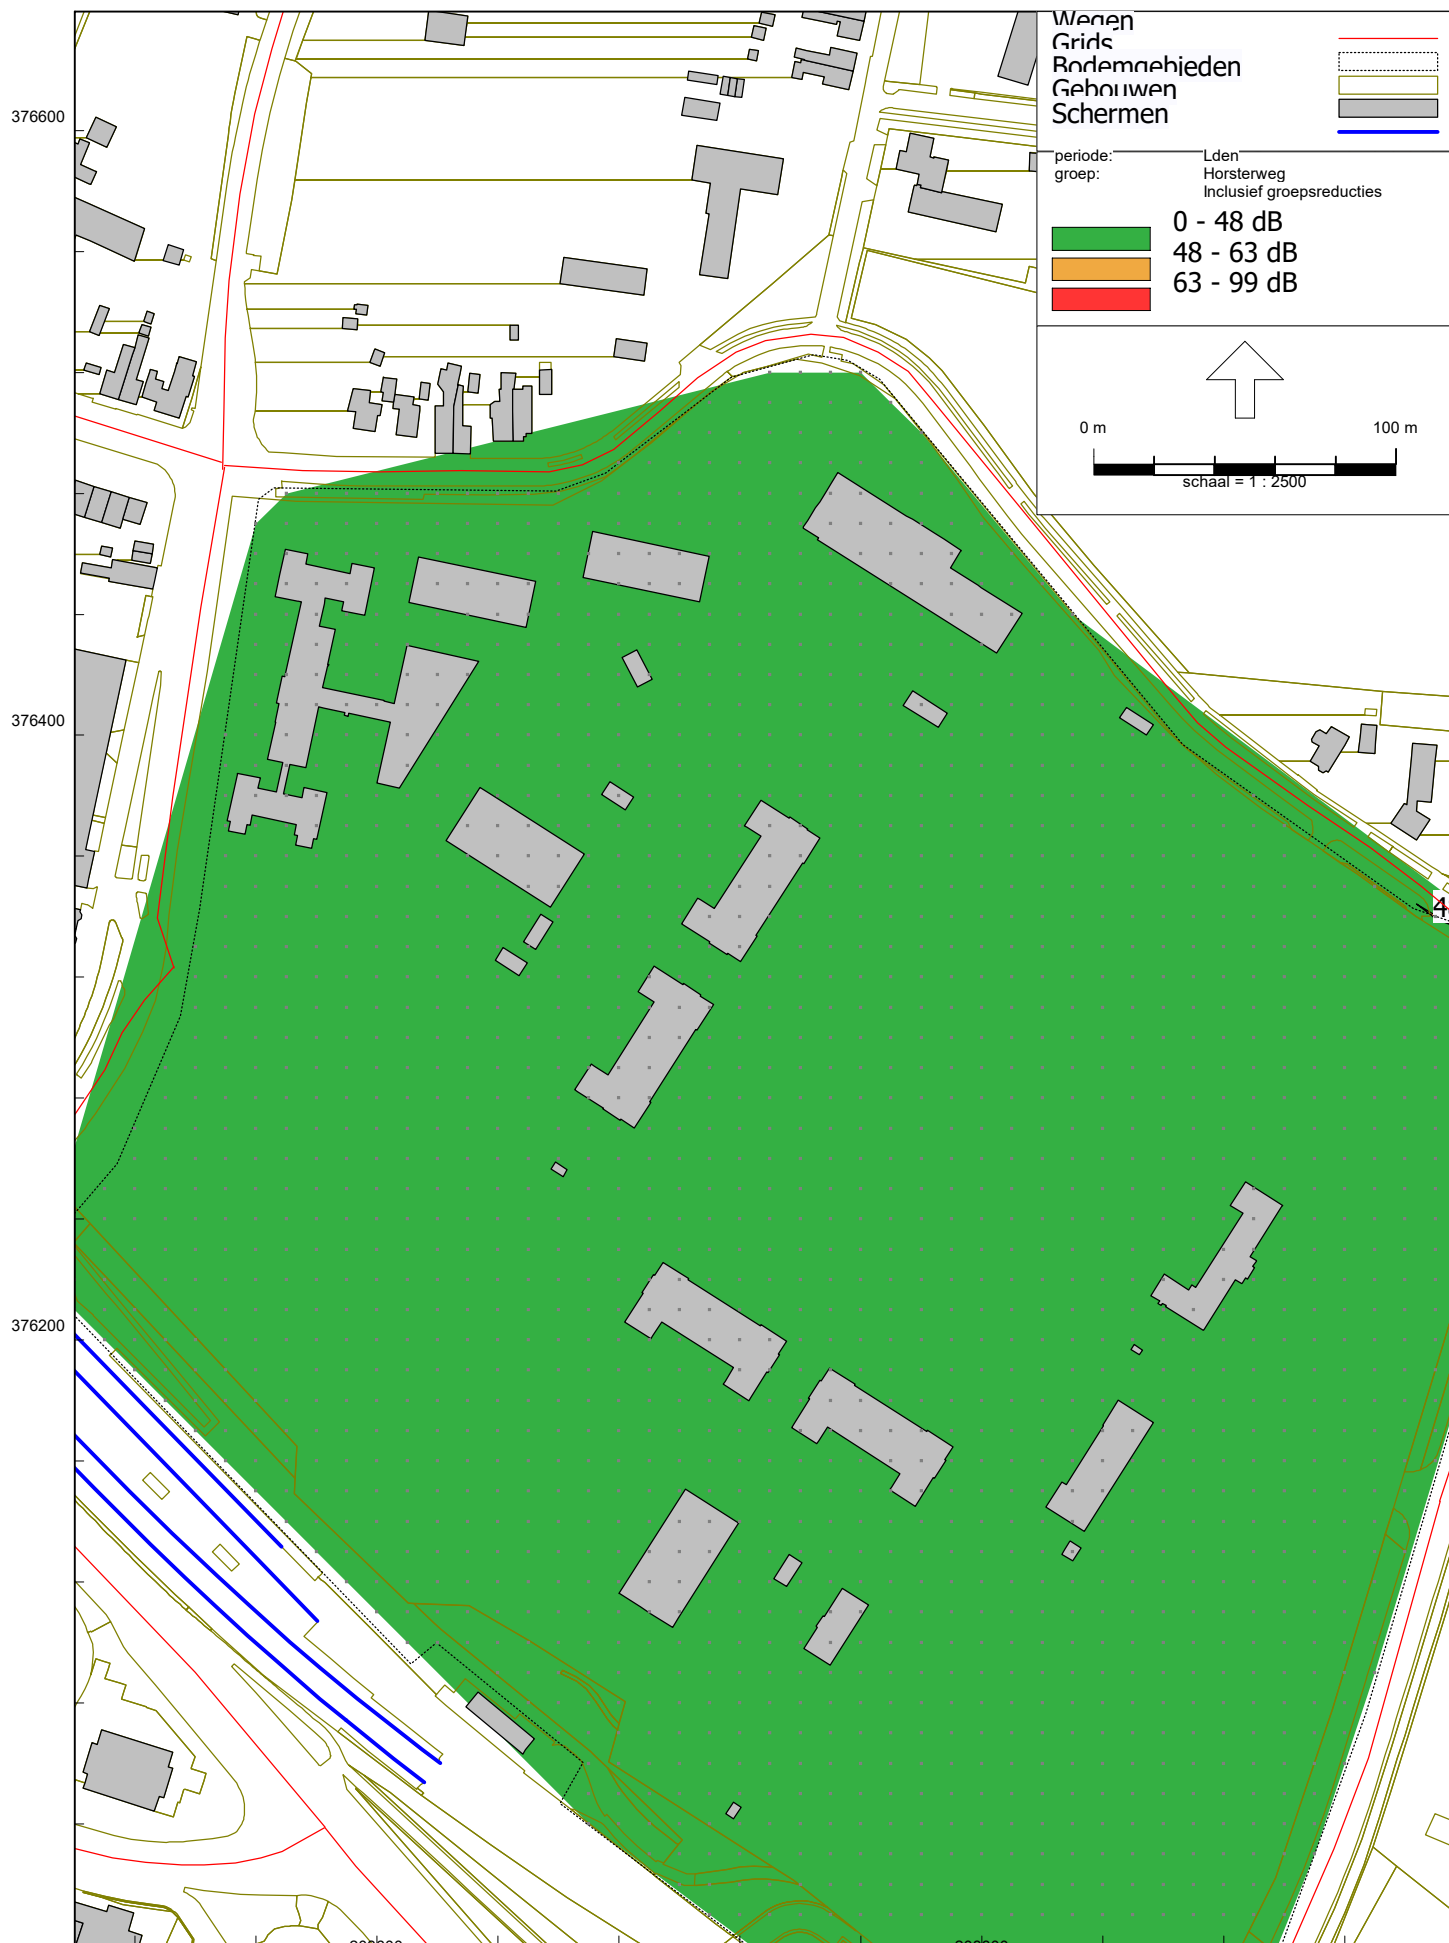 Wegen
Grids
Bodemgebieden
Gebouwen
Schermen
periode: Lden
groep: Horsterweg
Inclusief groepsreducties
0 - 48 dB
48 - 63 dB
63 - 99 dB
0 m 100 m
schaal = 1 : 2500
376600
376400
376200